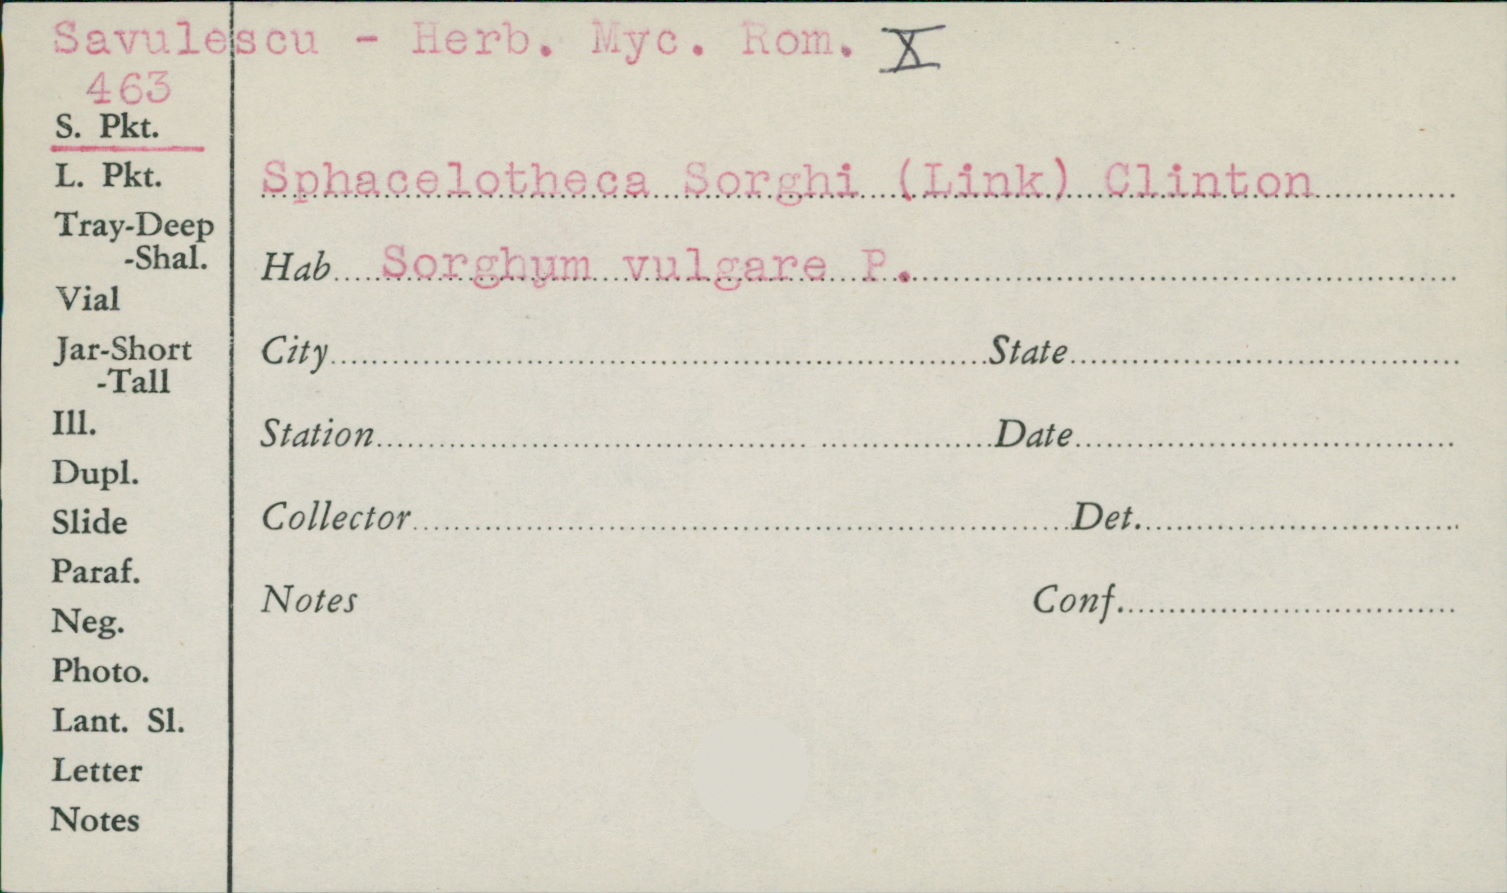 Savulescu - Herb. Myc. Rom. X
463
S. Pkt.
L. Pkt.
Tray-Deep
-Shal.
Vial
Jar-Short
-Tall
Ill.
Dupl.
Slide
Paraf.
Neg.
Photo.
Lant. Sl.
Letter
Notes
Sphacelotheca Sorghi (Link) Clinton
Hab. Sorghym vulgare P.
City State
Station Date
Collector Det.
Notes Conf.